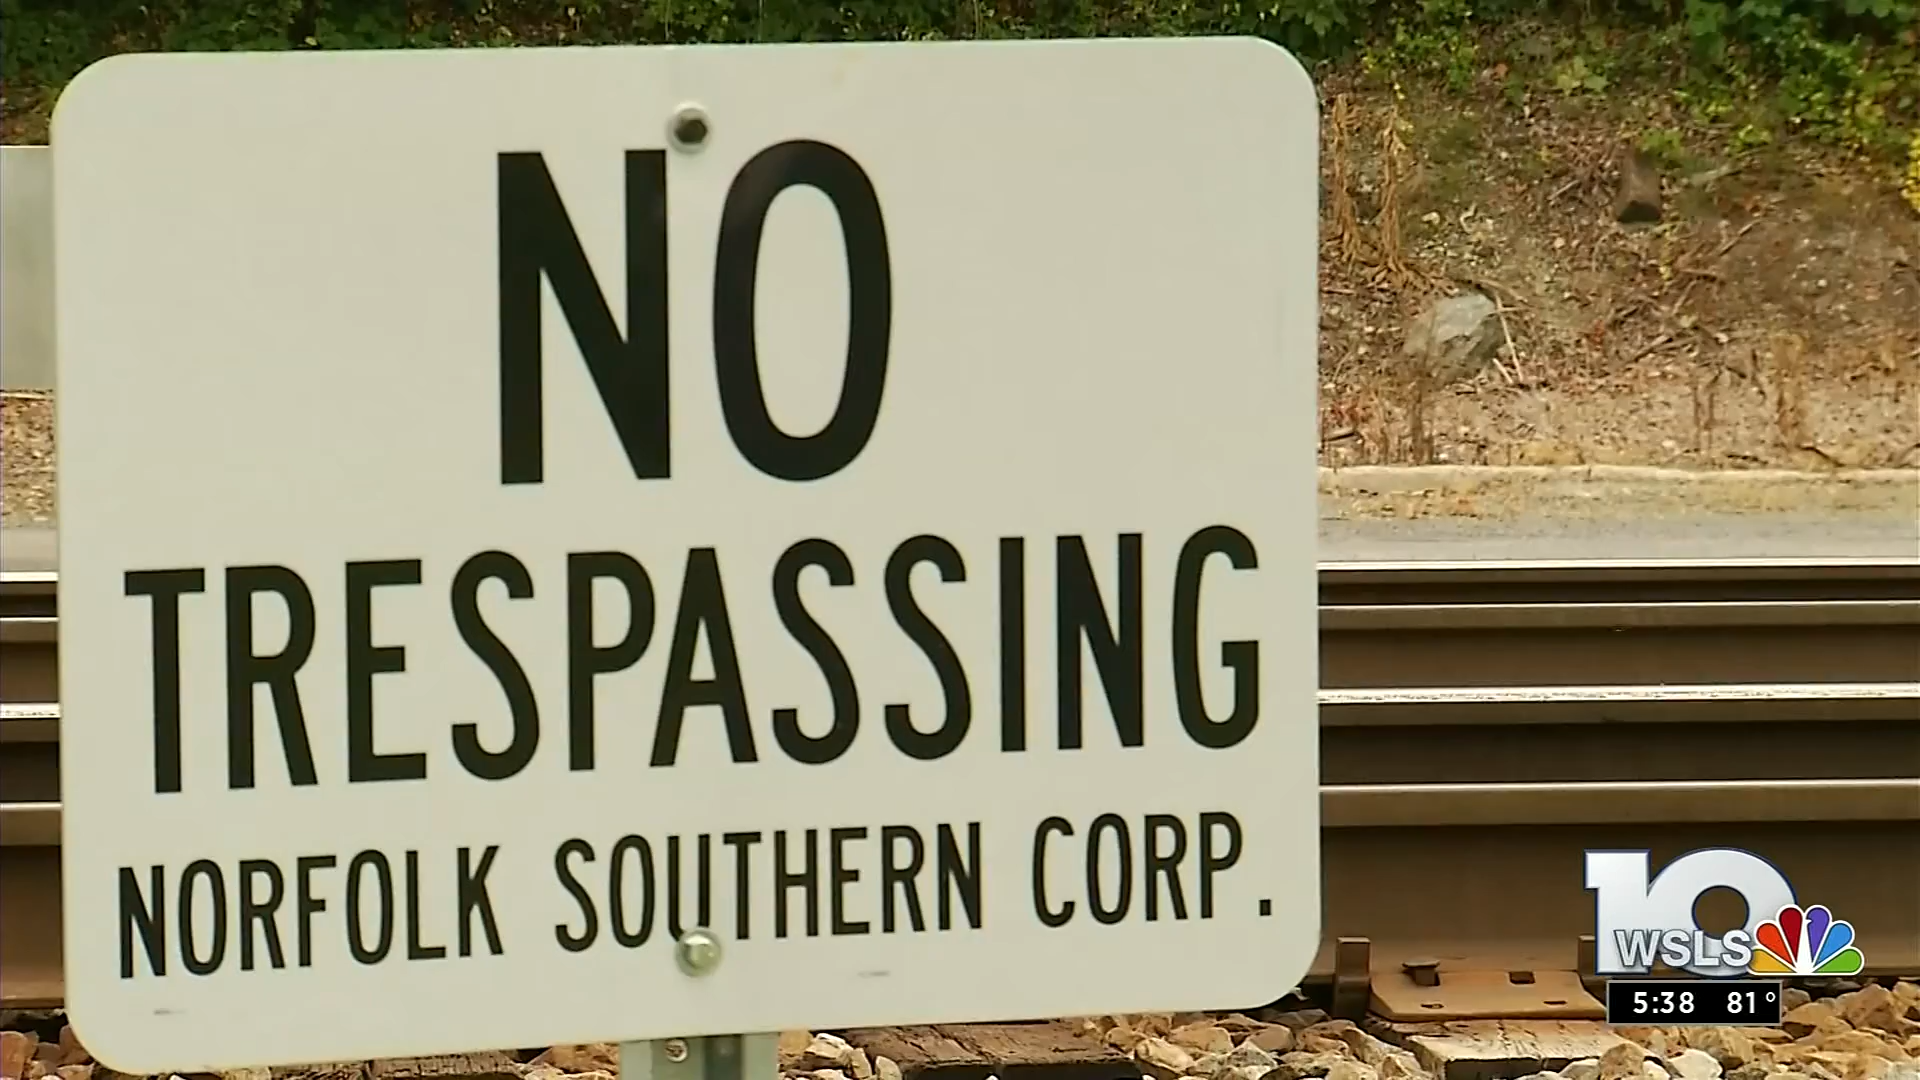 NO
TRESPASSING
NORFOLK SOUTHERN CORP.
10
WSLS
5:38 81°